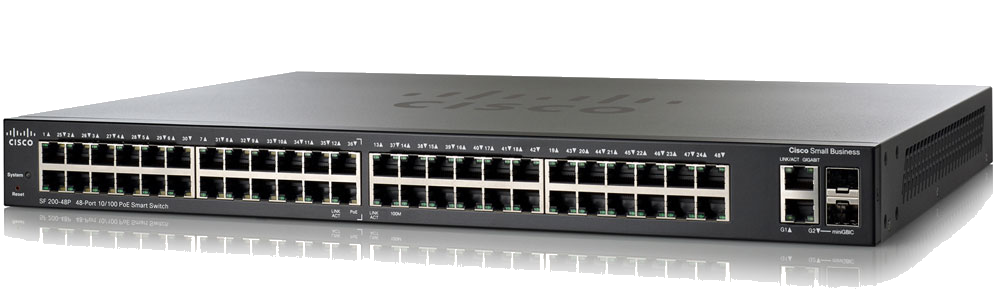 CISCO
CISCO
1▲ 25▼ 2▲ 26▼ 3▲ 27▼ 4▲ 28▼ 5▲ 29▼ 6▲ 30▼ 7▲ 31▼ 8▲ 32▼ 9▲ 33▼ 10▲ 34▼ 11▲ 35▼ 12▲ 36▼ 13▲ 37▼ 14▲ 38▼ 15▲ 39▼ 16▲ 40▼ 17▲ 41▼ 18▲ 42▼ 19▲ 43▼ 20▲ 44▼ 21▲ 45▼ 22▲ 46▼ 23▲ 47▼ 24▲ 48▼
Cisco Small Business
LINK/ACT GIGABIT
System
Reset
SF 200-48P 48-Port 10/100 PoE Smart Switch
LINK ACT PoE
LINK ACT 100M
G1▲ G2▼ miniGBIC